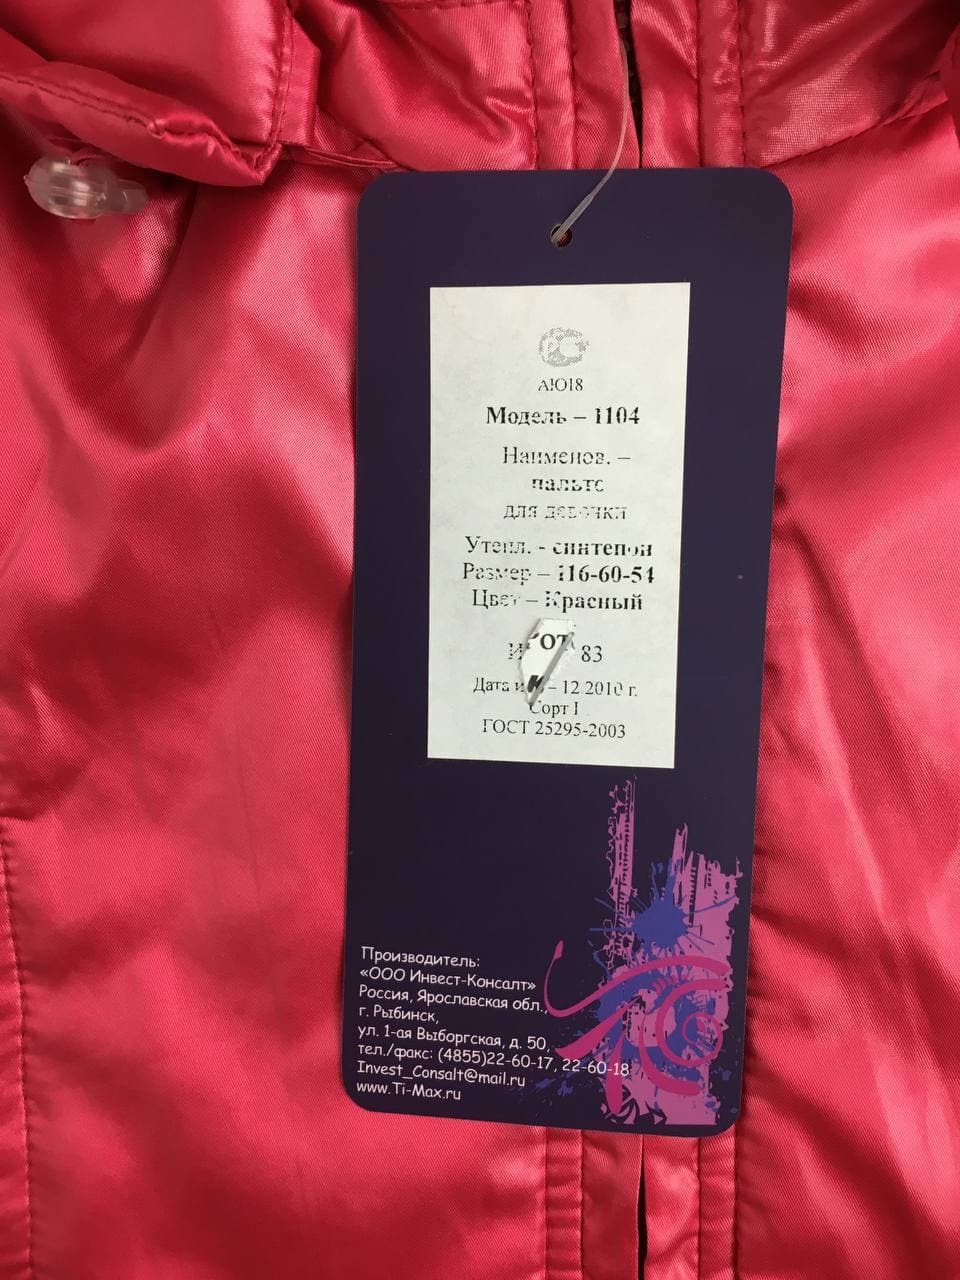 АЮ18
Модель – 1104
Наименов. –
пальто
для девочки
Утепл. - синтепон
Размер – 116-60-54
Цвет – Красный
83
Дата – 12 2010 г.
Сорт I
ГОСТ 25295-2003
Производитель:
«ООО Инвест-Консалт»
Россия, Ярославская обл.,
г. Рыбинск,
ул. 1-ая Выборгская, д. 50,
тел./факс: (4855)22-60-17, 22-60-18
Invest_Consalt@mail.ru
www.Ti-Max.ru